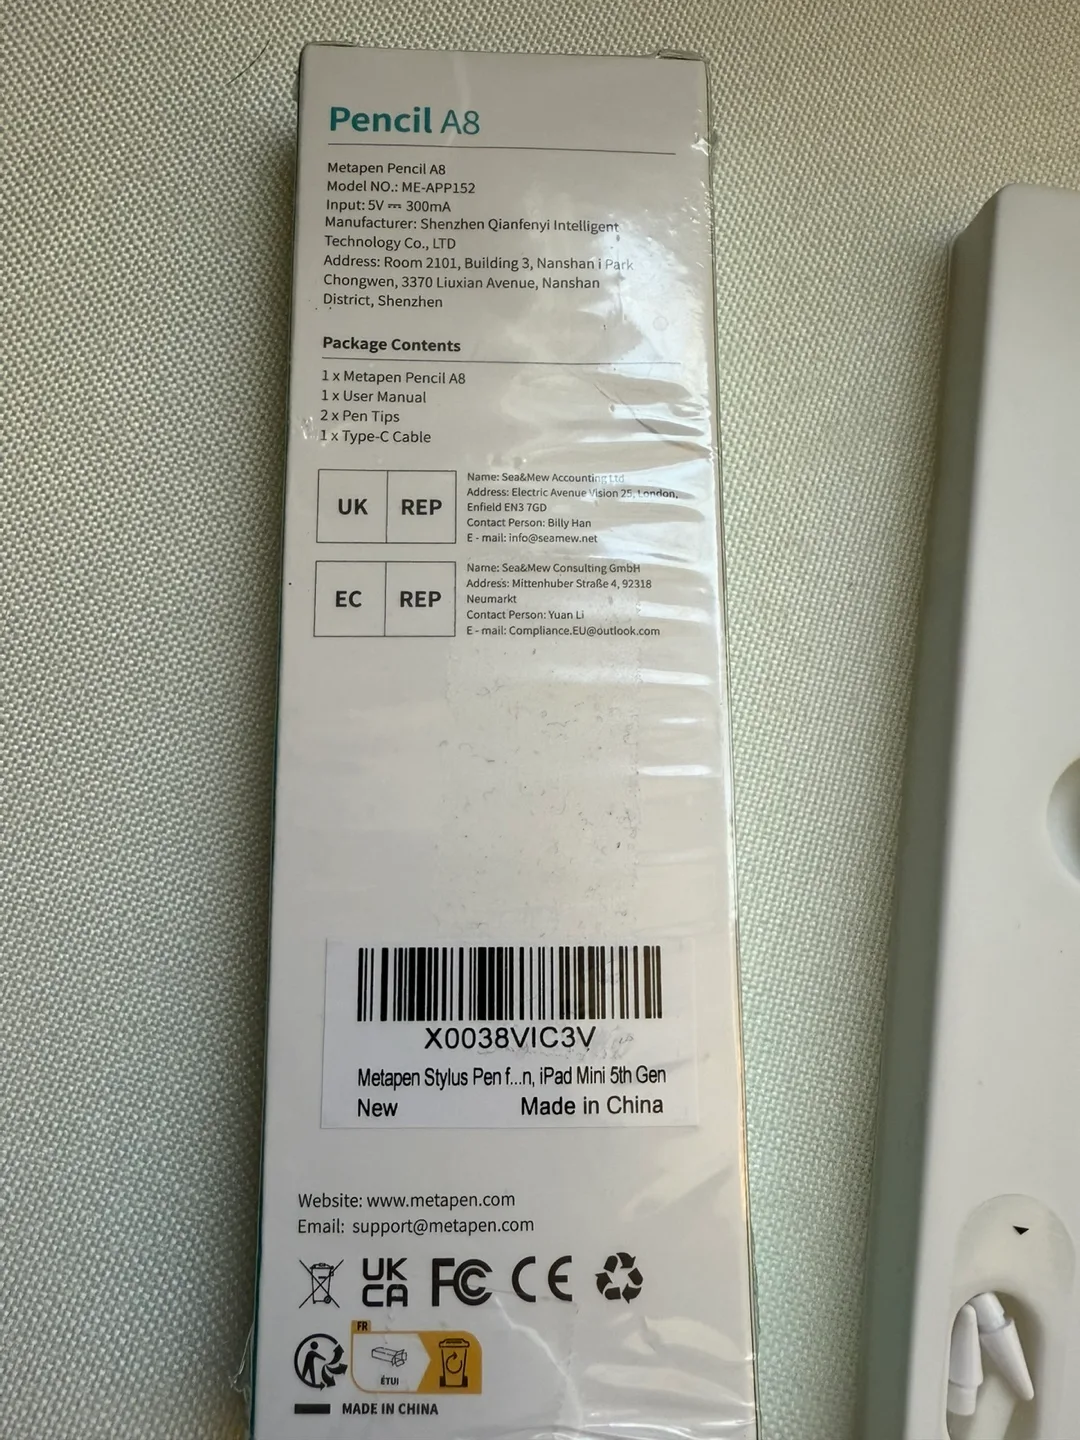 Pencil A8
Metapen Pencil A8
Model NO.: ME-APP152
Input: 5V ⎓ 300mA
Manufacturer: Shenzhen Qianfenyi Intelligent
Technology Co., LTD
Address: Room 2101, Building 3, Nanshan i Park
Chongwen, 3370 Liuxian Avenue, Nanshan
District, Shenzhen
Package Contents
1 x Metapen Pencil A8
1 x User Manual
2 x Pen Tips
1 x Type-C Cable
UK REP
Name: Sea&Mew Accounting Ltd
Address: Electric Avenue Vision 25, London,
Enfield EN3 7GD
Contact Person: Billy Han
E - mail: info@seamew.net
EC REP
Name: Sea&Mew Consulting GmbH
Address: Mittenhuber Straße 4, 92318
Neumarkt
Contact Person: Yuan Li
E - mail: Compliance.EU@outlook.com
X0038VIC3V
Metapen Stylus Pen f...n, iPad Mini 5th Gen
New Made in China
Website: www.metapen.com
Email: support@metapen.com
UK
CA FC CE
FR
ÉTUI
MADE IN CHINA